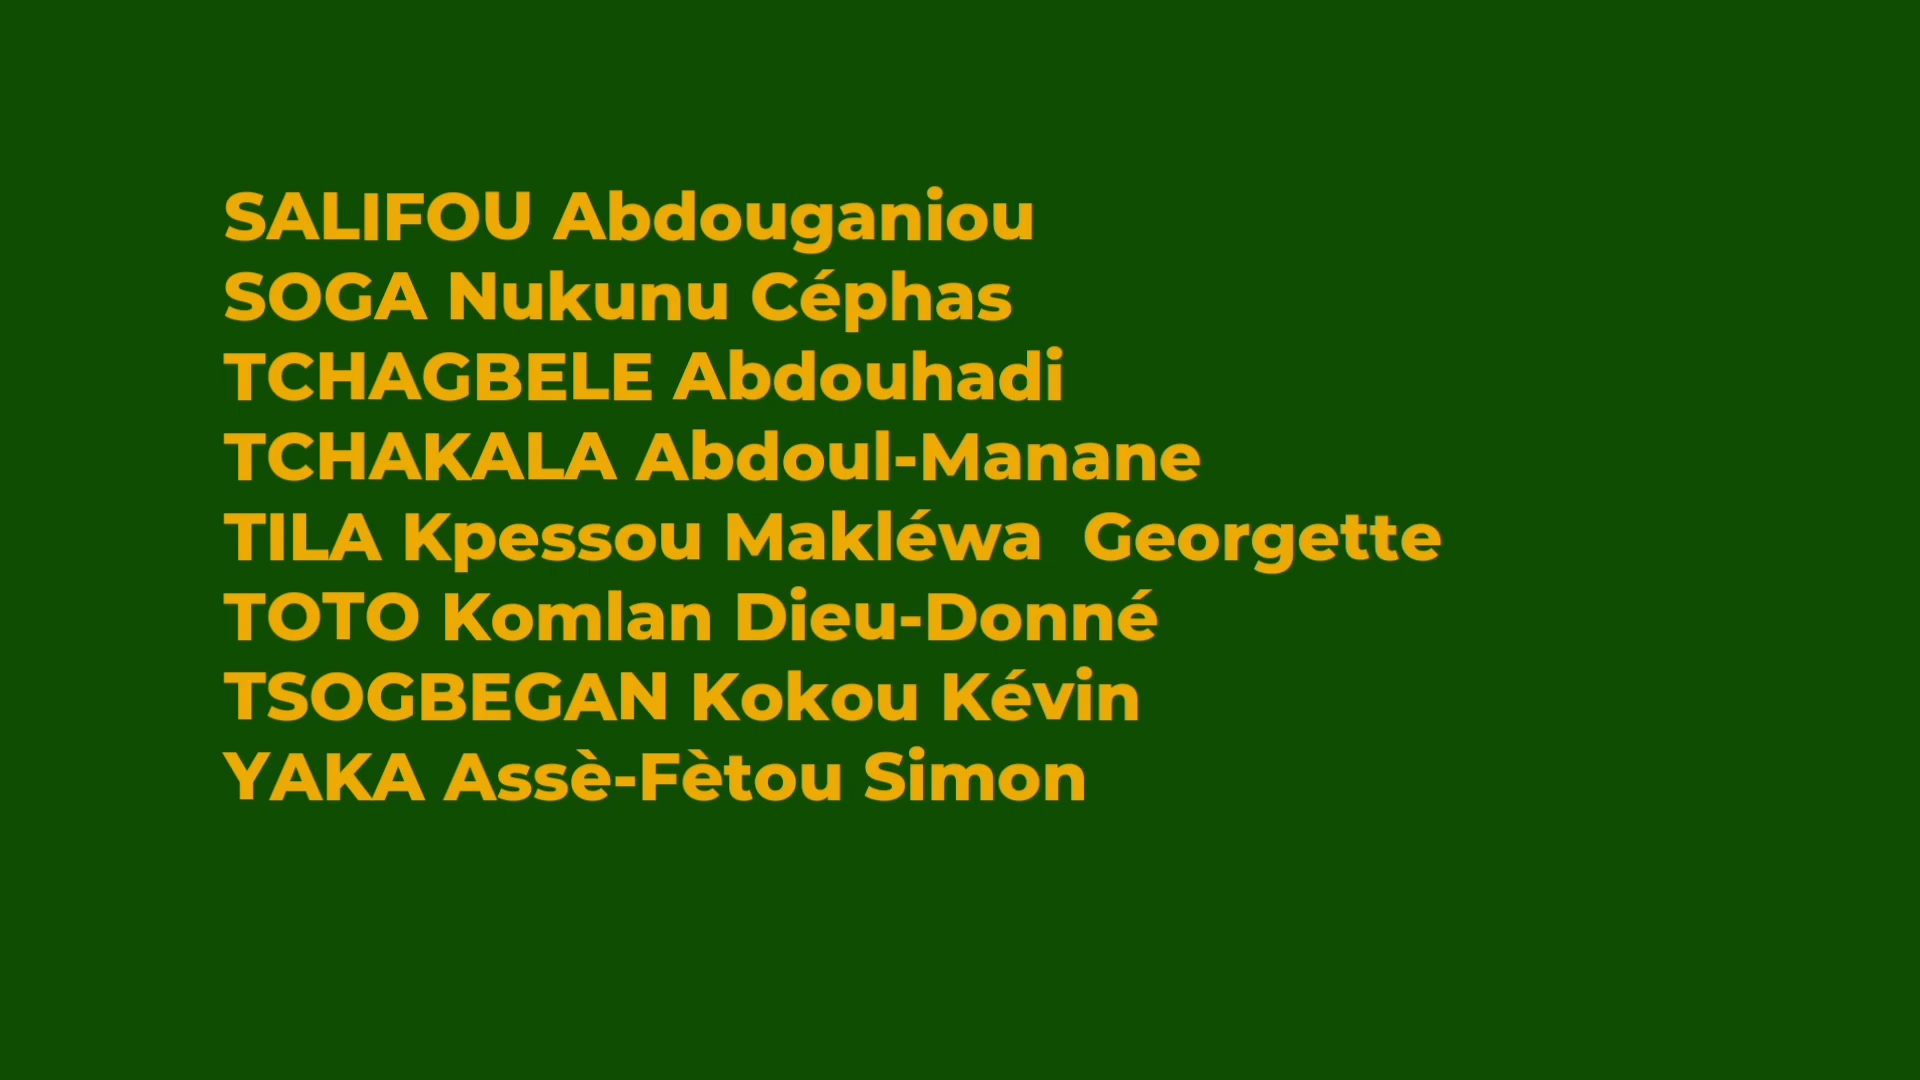 SALIFOU Abdouganiou
SOGA Nukunu Céphas
TCHAGBELE Abdouhadi
TCHAKALA Abdoul-Manane
TILA Kpessou Makléwa  Georgette
TOTO Komlan Dieu-Donné
TSOGBEGAN Kokou Kévin
YAKA Assè-Fètou Simon